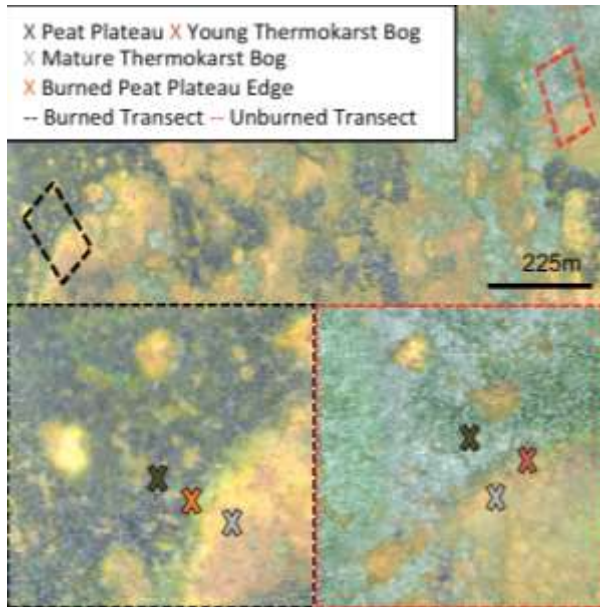 X Peat Plateau X Young Thermokarst Bog
X Mature Thermokarst Bog
X Burned Peat Plateau Edge
-- Burned Transect -- Unburned Transect
225m
X X
X X
X X